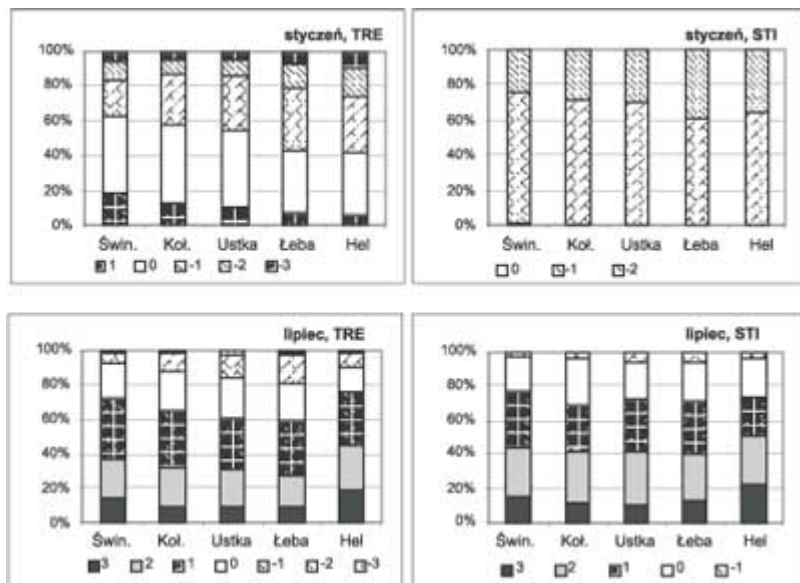 styczeń, TRE
100%
80%
60%
40%
20%
0%
Świn. Koł. Ustka Łeba Hel
1 0 -1 -2 -3
styczeń, STI
100%
80%
60%
40%
20%
0%
Świn. Koł. Ustka Łeba Hel
0 -1 -2
lipiec, TRE
100%
80%
60%
40%
20%
0%
Świn. Koł. Ustka Łeba Hel
3 2 1 0 -1 -2 -3
lipiec, STI
100%
80%
60%
40%
20%
0%
Świn. Koł. Ustka Łeba Hel
3 2 1 0 -1